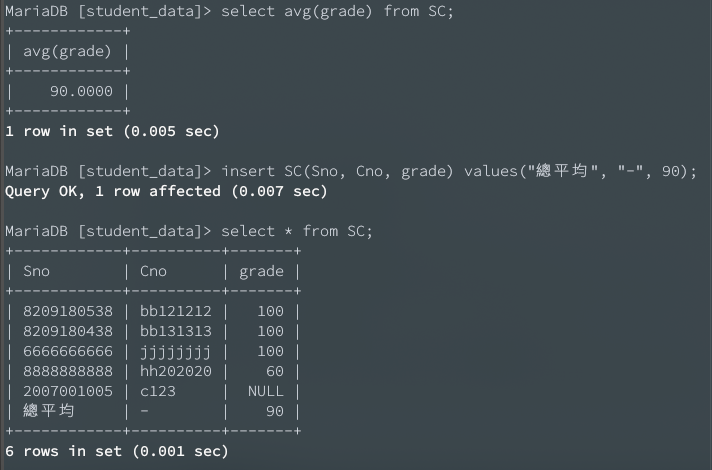 MariaDB [student_data]> select avg(grade) from SC;
+------------+
| avg(grade) |
+------------+
|    90.0000 |
+------------+
1 row in set (0.005 sec)

MariaDB [student_data]> insert SC(Sno, Cno, grade) values("總平均", "-", 90);
Query OK, 1 row affected (0.007 sec)

MariaDB [student_data]> select * from SC;
+------------+----------+-------+
| Sno        | Cno      | grade |
+------------+----------+-------+
| 8209180538 | bb121212 |   100 |
| 8209180438 | bb131313 |   100 |
| 6666666666 | jjjjjjjj |   100 |
| 8888888888 | hh202020 |    60 |
| 2007001005 | c123     |  NULL |
| 總平均     | -        |    90 |
+------------+----------+-------+
6 rows in set (0.001 sec)